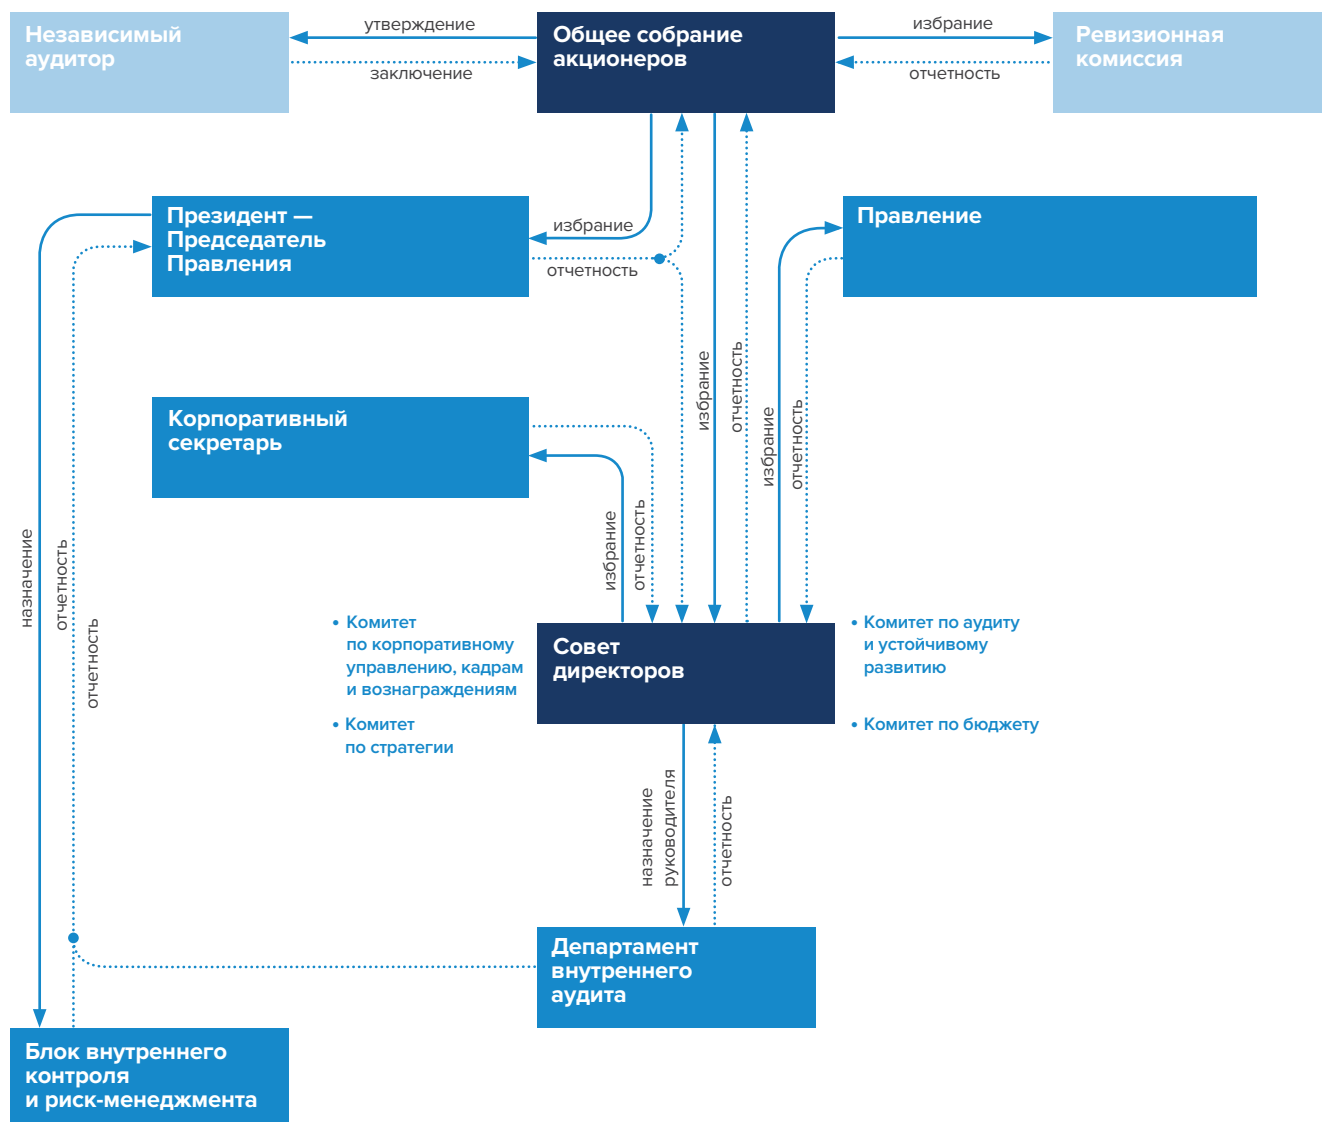 Независимый
аудитор
утверждение
заключение
Общее собрание
акционеров
избрание
отчетность
Ревизионная
комиссия
Президент —
Председатель
Правления
избрание
отчетность
Правление
избрание
отчетность
избрание
отчетность
Корпоративный
секретарь
избрание
отчетность
назначение
отчетность
отчетность
• Комитет
по корпоративному
управлению, кадрам
и вознаграждениям
• Комитет
по стратегии
Совет
директоров
• Комитет по аудиту
и устойчивому
развитию
• Комитет по бюджету
назначение
руководителя
отчетность
Департамент
внутреннего
аудита
Блок внутреннего
контроля
и риск-менеджмента